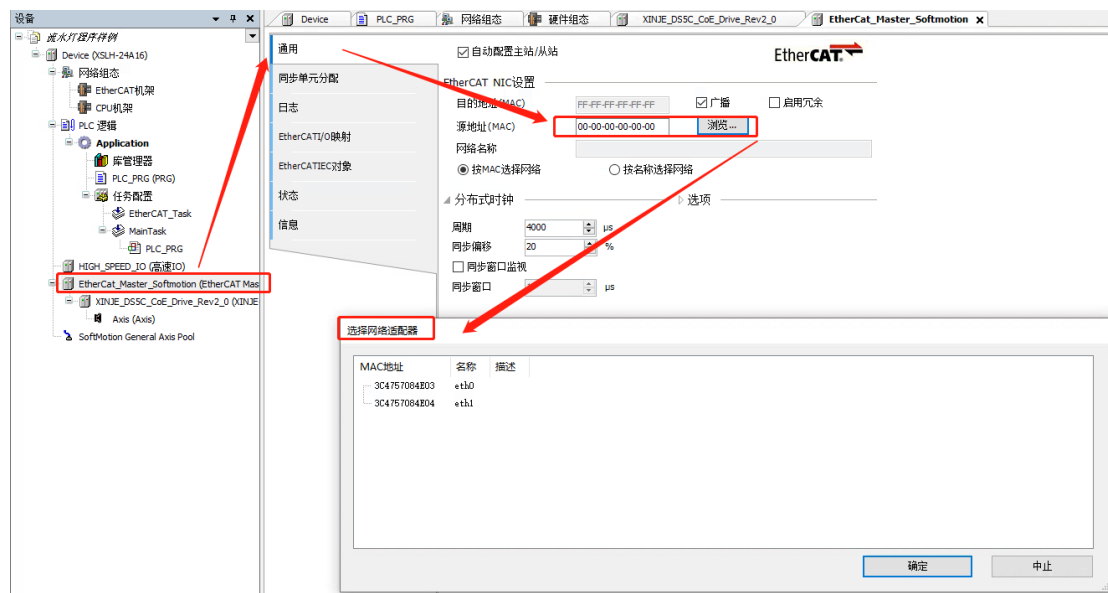 设备
Device
PLC_PRG
网络组态
硬件组态
XINJE_DS5C_CoE_Drive_Rev2_0
EtherCat_Master_Softmotion
流水灯程序样例
Device (XSLH-24A16)
网络组态
EtherCAT机架
CPU机架
PLC 逻辑
Application
库管理器
PLC_PRG (PRG)
任务配置
EtherCAT_Task
MainTask
PLC_PRG
HIGH_SPEED_IO (高速IO)
EtherCat_Master_Softmotion (EtherCAT Mas
XINJE_DS5C_CoE_Drive_Rev2_0 (XINJE
Axis (Axis)
SoftMotion General Axis Pool
通用
同步单元分配
日志
EtherCATI/O映射
EtherCATIEC对象
状态
信息
自动配置主站/从站
EtherCAT
EtherCAT NIC设置
目的地址(MAC)
FF-FF-FF-FF-FF-FF
广播
启用冗余
源地址(MAC)
00-00-00-00-00-00
浏览...
网络名称
按MAC选择网络
按名称选择网络
分布式时钟
选项
周期
4000
µs
同步偏移
20
%
同步窗口监视
同步窗口
µs
选择网络适配器
MAC地址 名称 描述
3C4757084E03 eth0
3C4757084E04 eth1
确定
中止